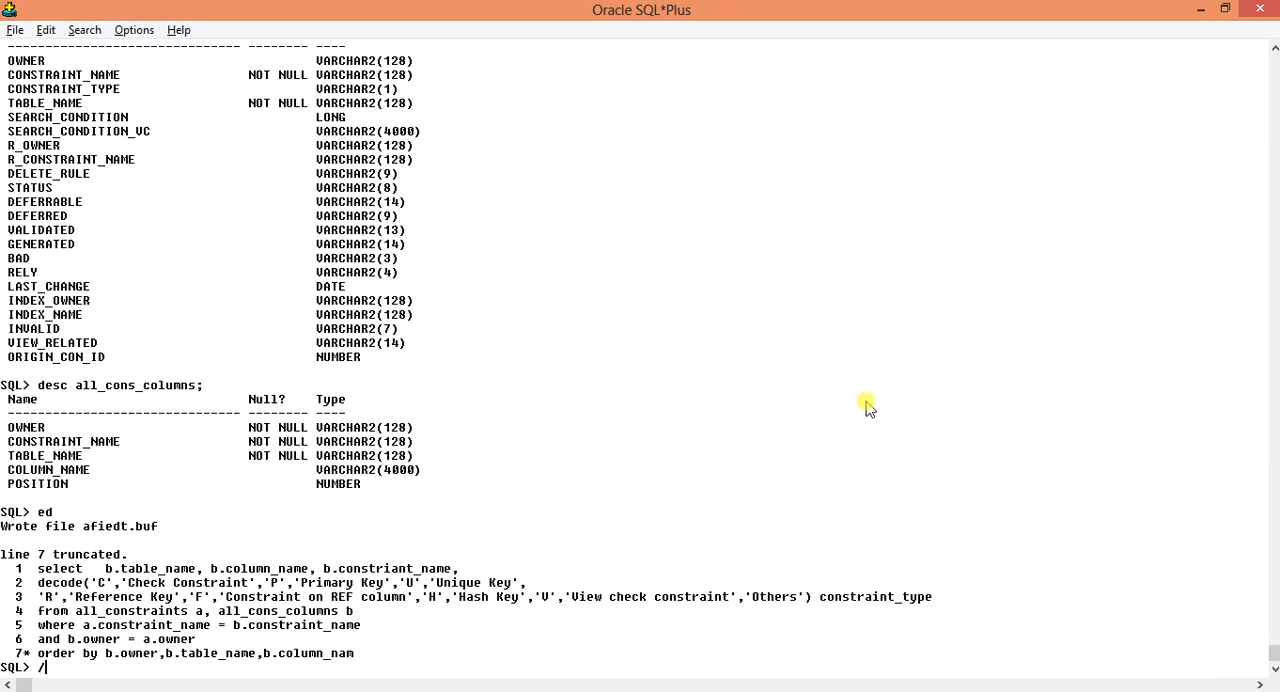 Oracle SQL*Plus
File Edit Search Options Help
------------------------------- -------- ----
OWNER VARCHAR2(128)
CONSTRAINT_NAME NOT NULL VARCHAR2(128)
CONSTRAINT_TYPE VARCHAR2(1)
TABLE_NAME NOT NULL VARCHAR2(128)
SEARCH_CONDITION LONG
SEARCH_CONDITION_VC VARCHAR2(4000)
R_OWNER VARCHAR2(128)
R_CONSTRAINT_NAME VARCHAR2(128)
DELETE_RULE VARCHAR2(9)
STATUS VARCHAR2(8)
DEFERRABLE VARCHAR2(14)
DEFERRED VARCHAR2(9)
VALIDATED VARCHAR2(13)
GENERATED VARCHAR2(14)
BAD VARCHAR2(3)
RELY VARCHAR2(4)
LAST_CHANGE DATE
INDEX_OWNER VARCHAR2(128)
INDEX_NAME VARCHAR2(128)
INVALID VARCHAR2(7)
VIEW_RELATED VARCHAR2(14)
ORIGIN_CON_ID NUMBER
SQL> desc all_cons_columns;
Name Null? Type
------------------------------- -------- ----
OWNER NOT NULL VARCHAR2(128)
CONSTRAINT_NAME NOT NULL VARCHAR2(128)
TABLE_NAME NOT NULL VARCHAR2(128)
COLUMN_NAME VARCHAR2(4000)
POSITION NUMBER
SQL> ed
Wrote file afiedt.buf
line 7 truncated.
1 select b.table_name, b.column_name, b.constriant_name,
2 decode('C','Check Constraint','P','Primary Key','U','Unique Key',
3 'R','Reference Key','F','Constraint on REF column','H','Hash Key','V','View check constraint','Others') constraint_type
4 from all_constraints a, all_cons_columns b
5 where a.constraint_name = b.constraint_name
6 and b.owner = a.owner
7* order by b.owner,b.table_name,b.column_nam
SQL> /